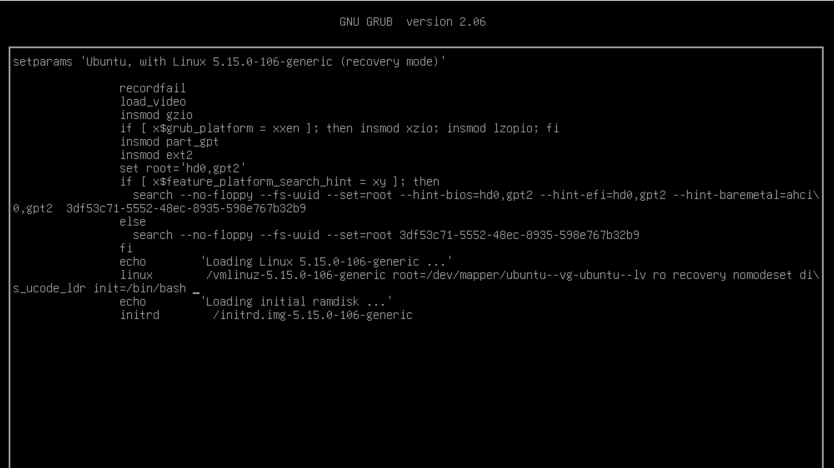 GNU GRUB  version 2.06
setparams 'Ubuntu, with Linux 5.15.0-106-generic (recovery mode)'
recordfail
load_video
insmod gzio
if [ x$grub_platform = xxen ]; then insmod xzio; insmod lzopio; fi
insmod part_gpt
insmod ext2
set root='hd0,gpt2'
if [ x$feature_platform_search_hint = xy ]; then
search --no-floppy --fs-uuid --set=root --hint-bios=hd0,gpt2 --hint-efi=hd0,gpt2 --hint-baremetal=ahci\
0,gpt2  3df53c71-5552-48ec-8935-598e767b32b9
else
search --no-floppy --fs-uuid --set=root 3df53c71-5552-48ec-8935-598e767b32b9
fi
echo 'Loading Linux 5.15.0-106-generic ...'
linux /vmlinuz-5.15.0-106-generic root=/dev/mapper/ubuntu--vg-ubuntu--lv ro recovery nomodeset di\
s_ucode_ldr init=/bin/bash _
echo 'Loading initial ramdisk ...'
initrd /initrd.img-5.15.0-106-generic